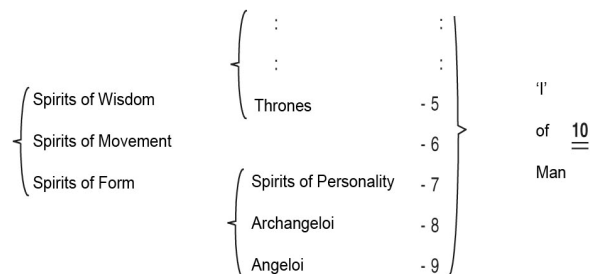 : :
: :
Spirits of Wisdom
Thrones - 5
Spirits of Movement - 6
Spirits of Form
Spirits of Personality - 7
Archangeloi - 8
Angeloi - 9
‘I’
of 10
Man